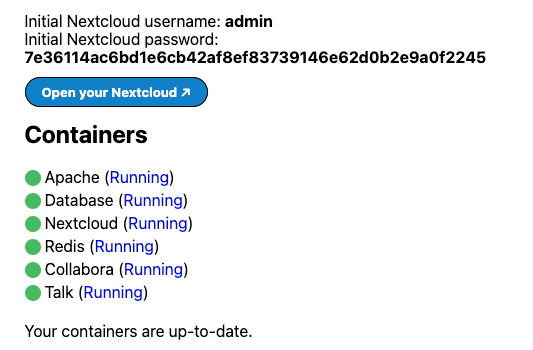 Initial Nextcloud username: admin
Initial Nextcloud password:
7e36114ac6bd1e6cb42af8ef83739146e62d0b2e9a0f2245
Open your Nextcloud ↗
Containers
Apache (Running)
Database (Running)
Nextcloud (Running)
Redis (Running)
Collabora (Running)
Talk (Running)
Your containers are up-to-date.